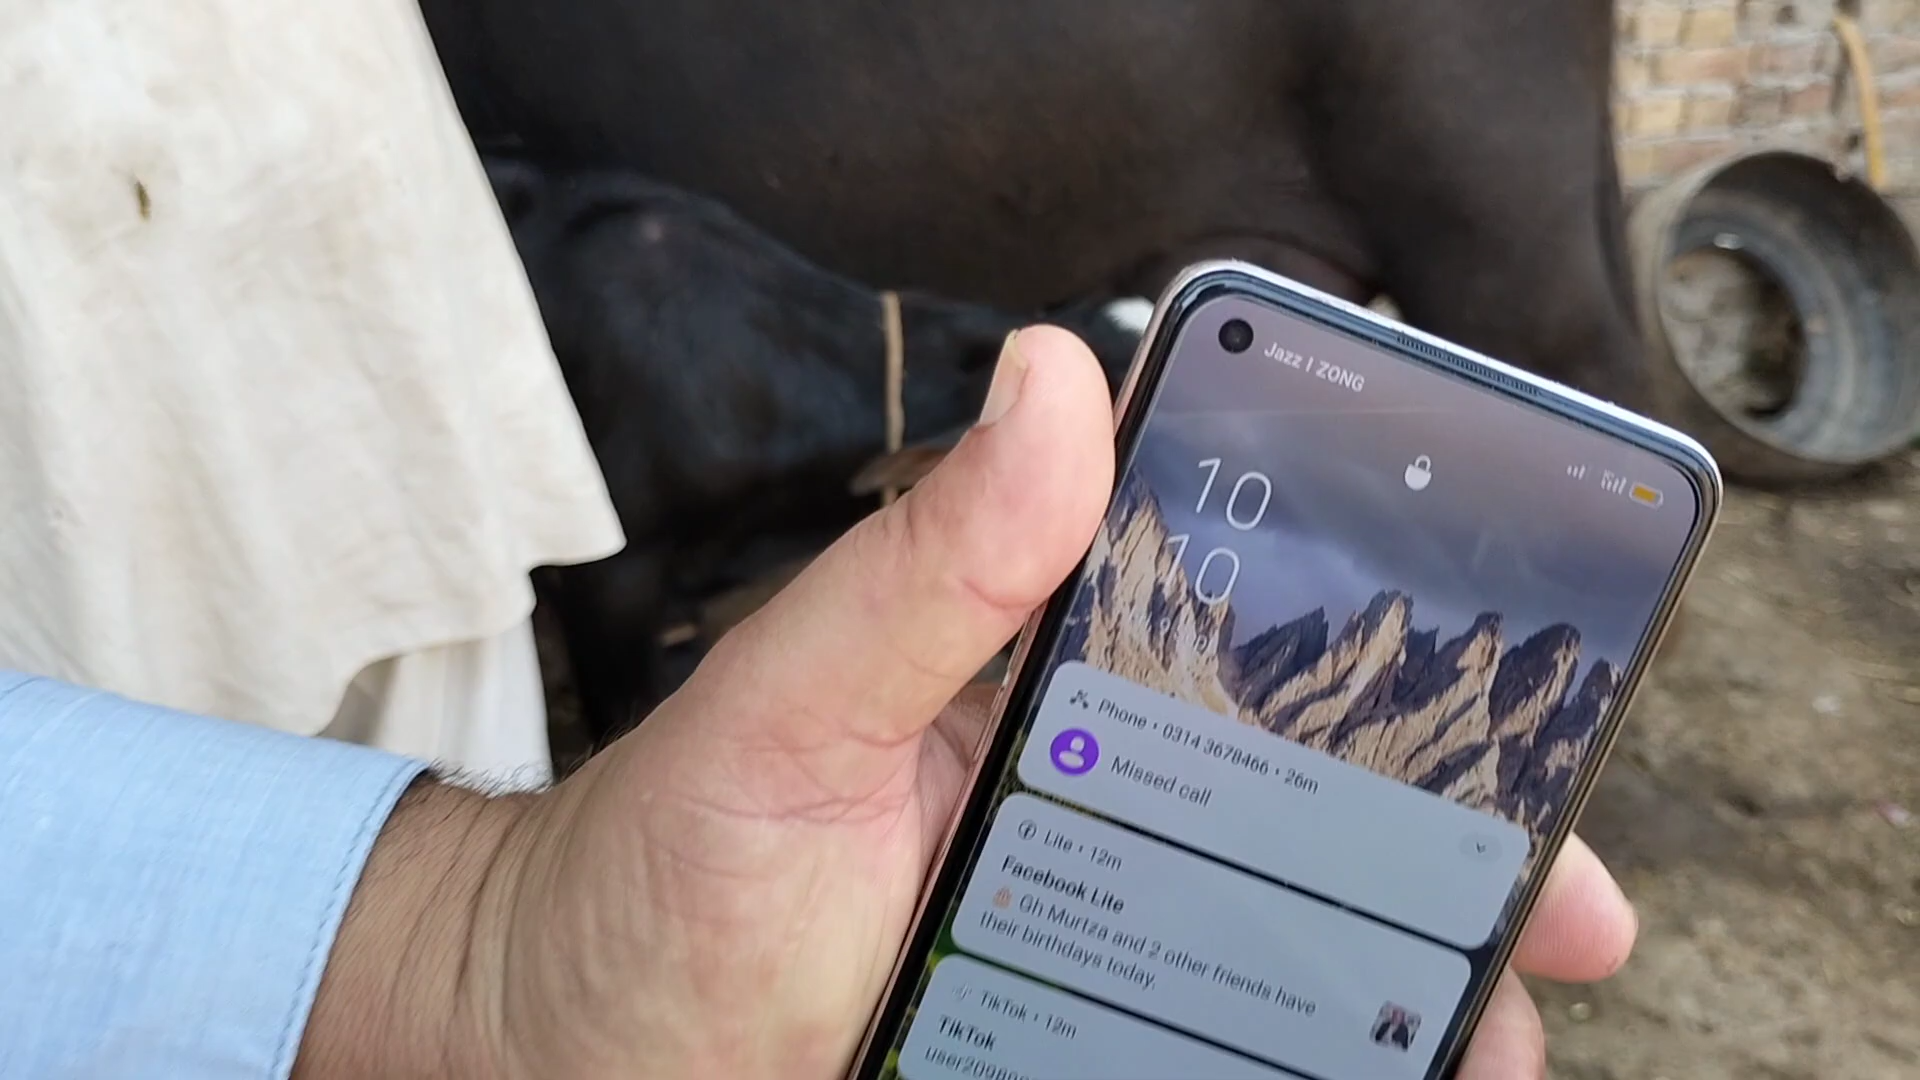 Jazz | ZONG
10
10
Phone • 0314 3678466 • 26m
Missed call
Lite • 12m
Facebook Lite
🎂 Gh Murtza and 2 other friends have
their birthdays today.
TikTok • 12m
TikTok